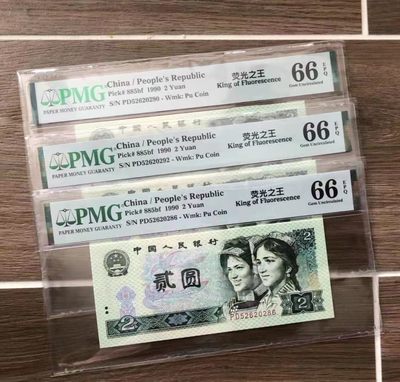 PMG
PAPER MONEY GUARANTY
China / People's Republic
Pick# 885bf 1990 2 Yuan
S/N PD52620290 - Wmk: Pu Coin
荧光之王
King of Fluorescence
66 EPQ
Gem Uncirculated
PMG
PAPER MONEY GUARANTY
China / People's Republic
Pick# 885bf 1990 2 Yuan
S/N PD52620292 - Wmk: Pu Coin
荧光之王
King of Fluorescence
66 EPQ
Gem Uncirculated
PMG
PAPER MONEY GUARANTY
China / People's Republic
Pick# 885bf 1990 2 Yuan
S/N PD52620286 - Wmk: Pu Coin
荧光之王
King of Fluorescence
66 EPQ
Gem Uncirculated
中国人民银行
贰圆
PD52620286
2
2